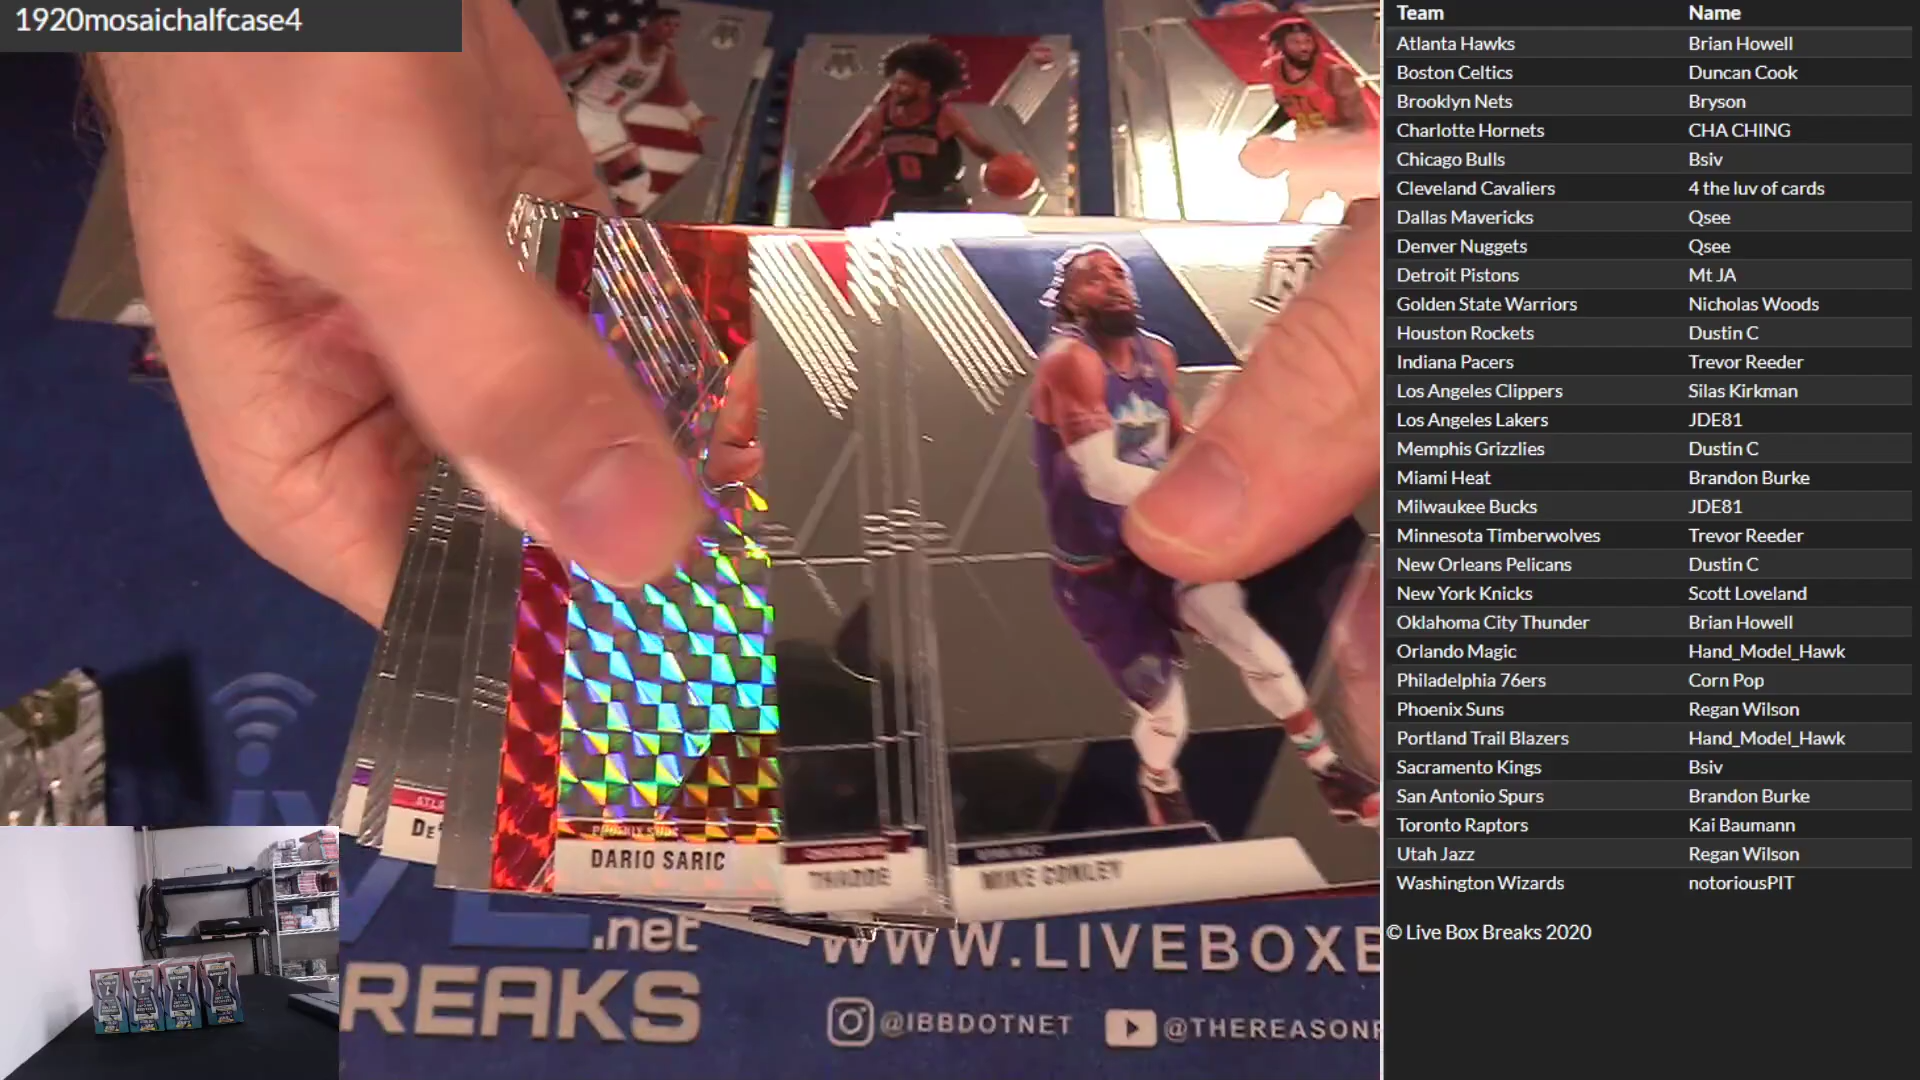 1920mosaichalfcase4
Team Name
Atlanta Hawks Brian Howell
Boston Celtics Duncan Cook
Brooklyn Nets Bryson
Charlotte Hornets CHA CHING
Chicago Bulls Bsiv
Cleveland Cavaliers 4 the luv of cards
Dallas Mavericks Qsee
Denver Nuggets Qsee
Detroit Pistons Mt JA
Golden State Warriors Nicholas Woods
Houston Rockets Dustin C
Indiana Pacers Trevor Reeder
Los Angeles Clippers Silas Kirkman
Los Angeles Lakers JDE81
Memphis Grizzlies Dustin C
Miami Heat Brandon Burke
Milwaukee Bucks JDE81
Minnesota Timberwolves Trevor Reeder
New Orleans Pelicans Dustin C
New York Knicks Scott Loveland
Oklahoma City Thunder Brian Howell
Orlando Magic Hand_Model_Hawk
Philadelphia 76ers Corn Pop
Phoenix Suns Regan Wilson
Portland Trail Blazers Hand_Model_Hawk
Sacramento Kings Bsiv
San Antonio Spurs Brandon Burke
Toronto Raptors Kai Baumann
Utah Jazz Regan Wilson
Washington Wizards notoriousPIT
© Live Box Breaks 2020
PHOENIX SUNS
DARIO SARIC
THADDE
MIKE CONLEY
.net
REAKS
WWW.LIVEBOXB
@IBBDOTNET
@THEREASON